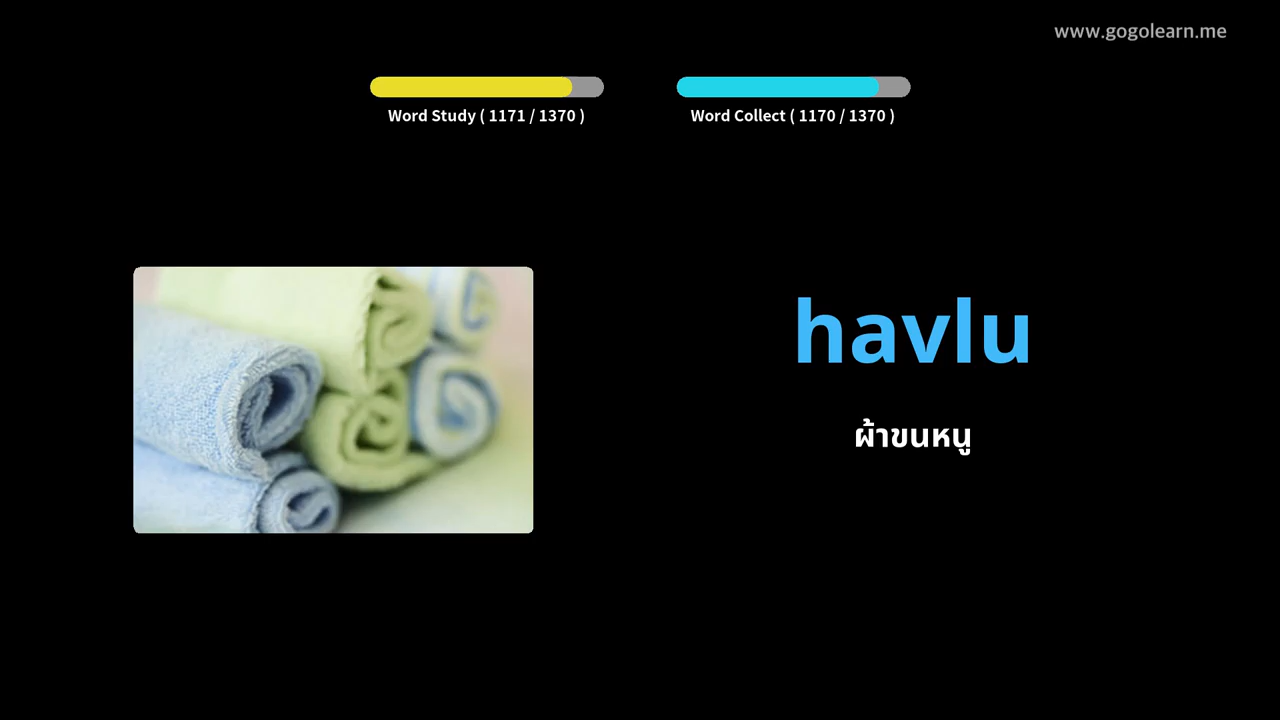 www.gogolearn.me
Word Study ( 1171 / 1370 )
Word Collect ( 1170 / 1370 )
havlu
ผ้าขนหนู